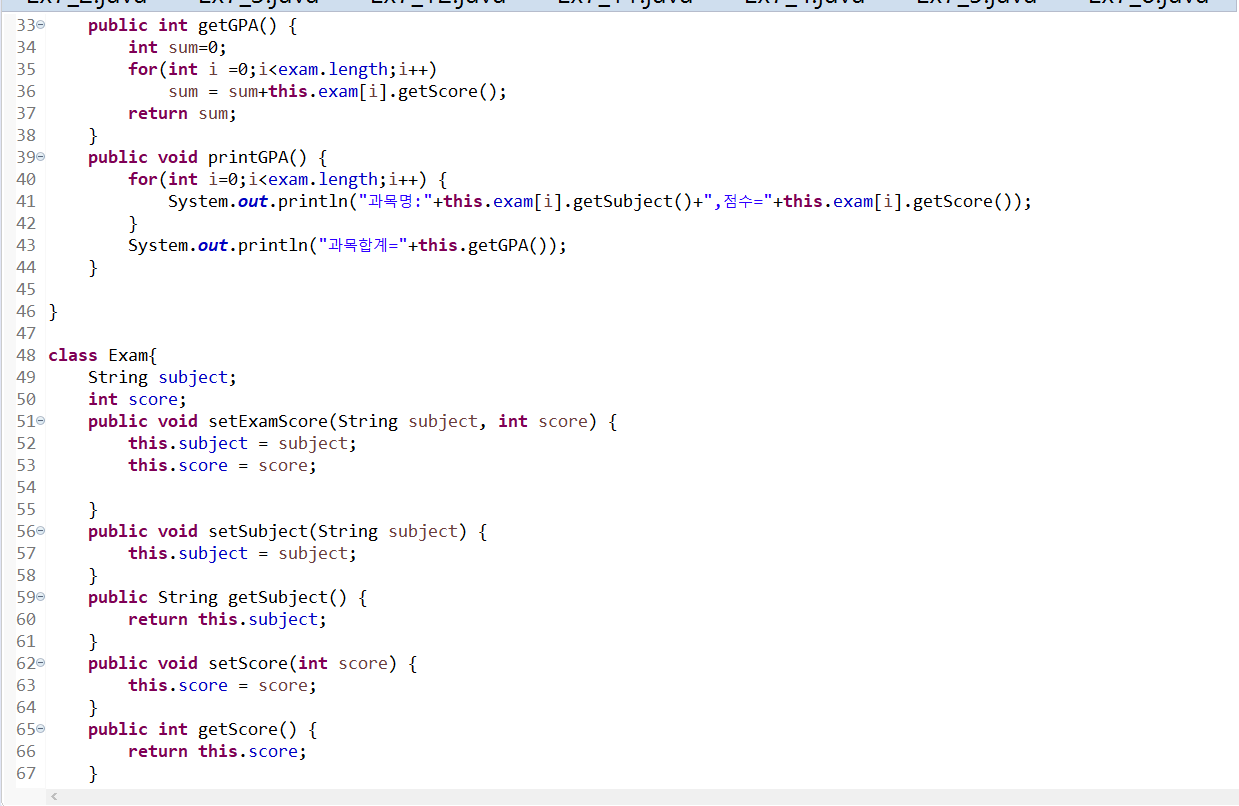 33 public int getGPA() {
34 int sum=0;
35 for(int i =0;i<exam.length;i++)
36 sum = sum+this.exam[i].getScore();
37 return sum;
38 }
39 public void printGPA() {
40 for(int i=0;i<exam.length;i++) {
41 System.out.println("과목명:"+this.exam[i].getSubject()+",점수="+this.exam[i].getScore());
42 }
43 System.out.println("과목합계="+this.getGPA());
44 }
45
46 }
47
48 class Exam{
49 String subject;
50 int score;
51 public void setExamScore(String subject, int score) {
52 this.subject = subject;
53 this.score = score;
54
55 }
56 public void setSubject(String subject) {
57 this.subject = subject;
58 }
59 public String getSubject() {
60 return this.subject;
61 }
62 public void setScore(int score) {
63 this.score = score;
64 }
65 public int getScore() {
66 return this.score;
67 }